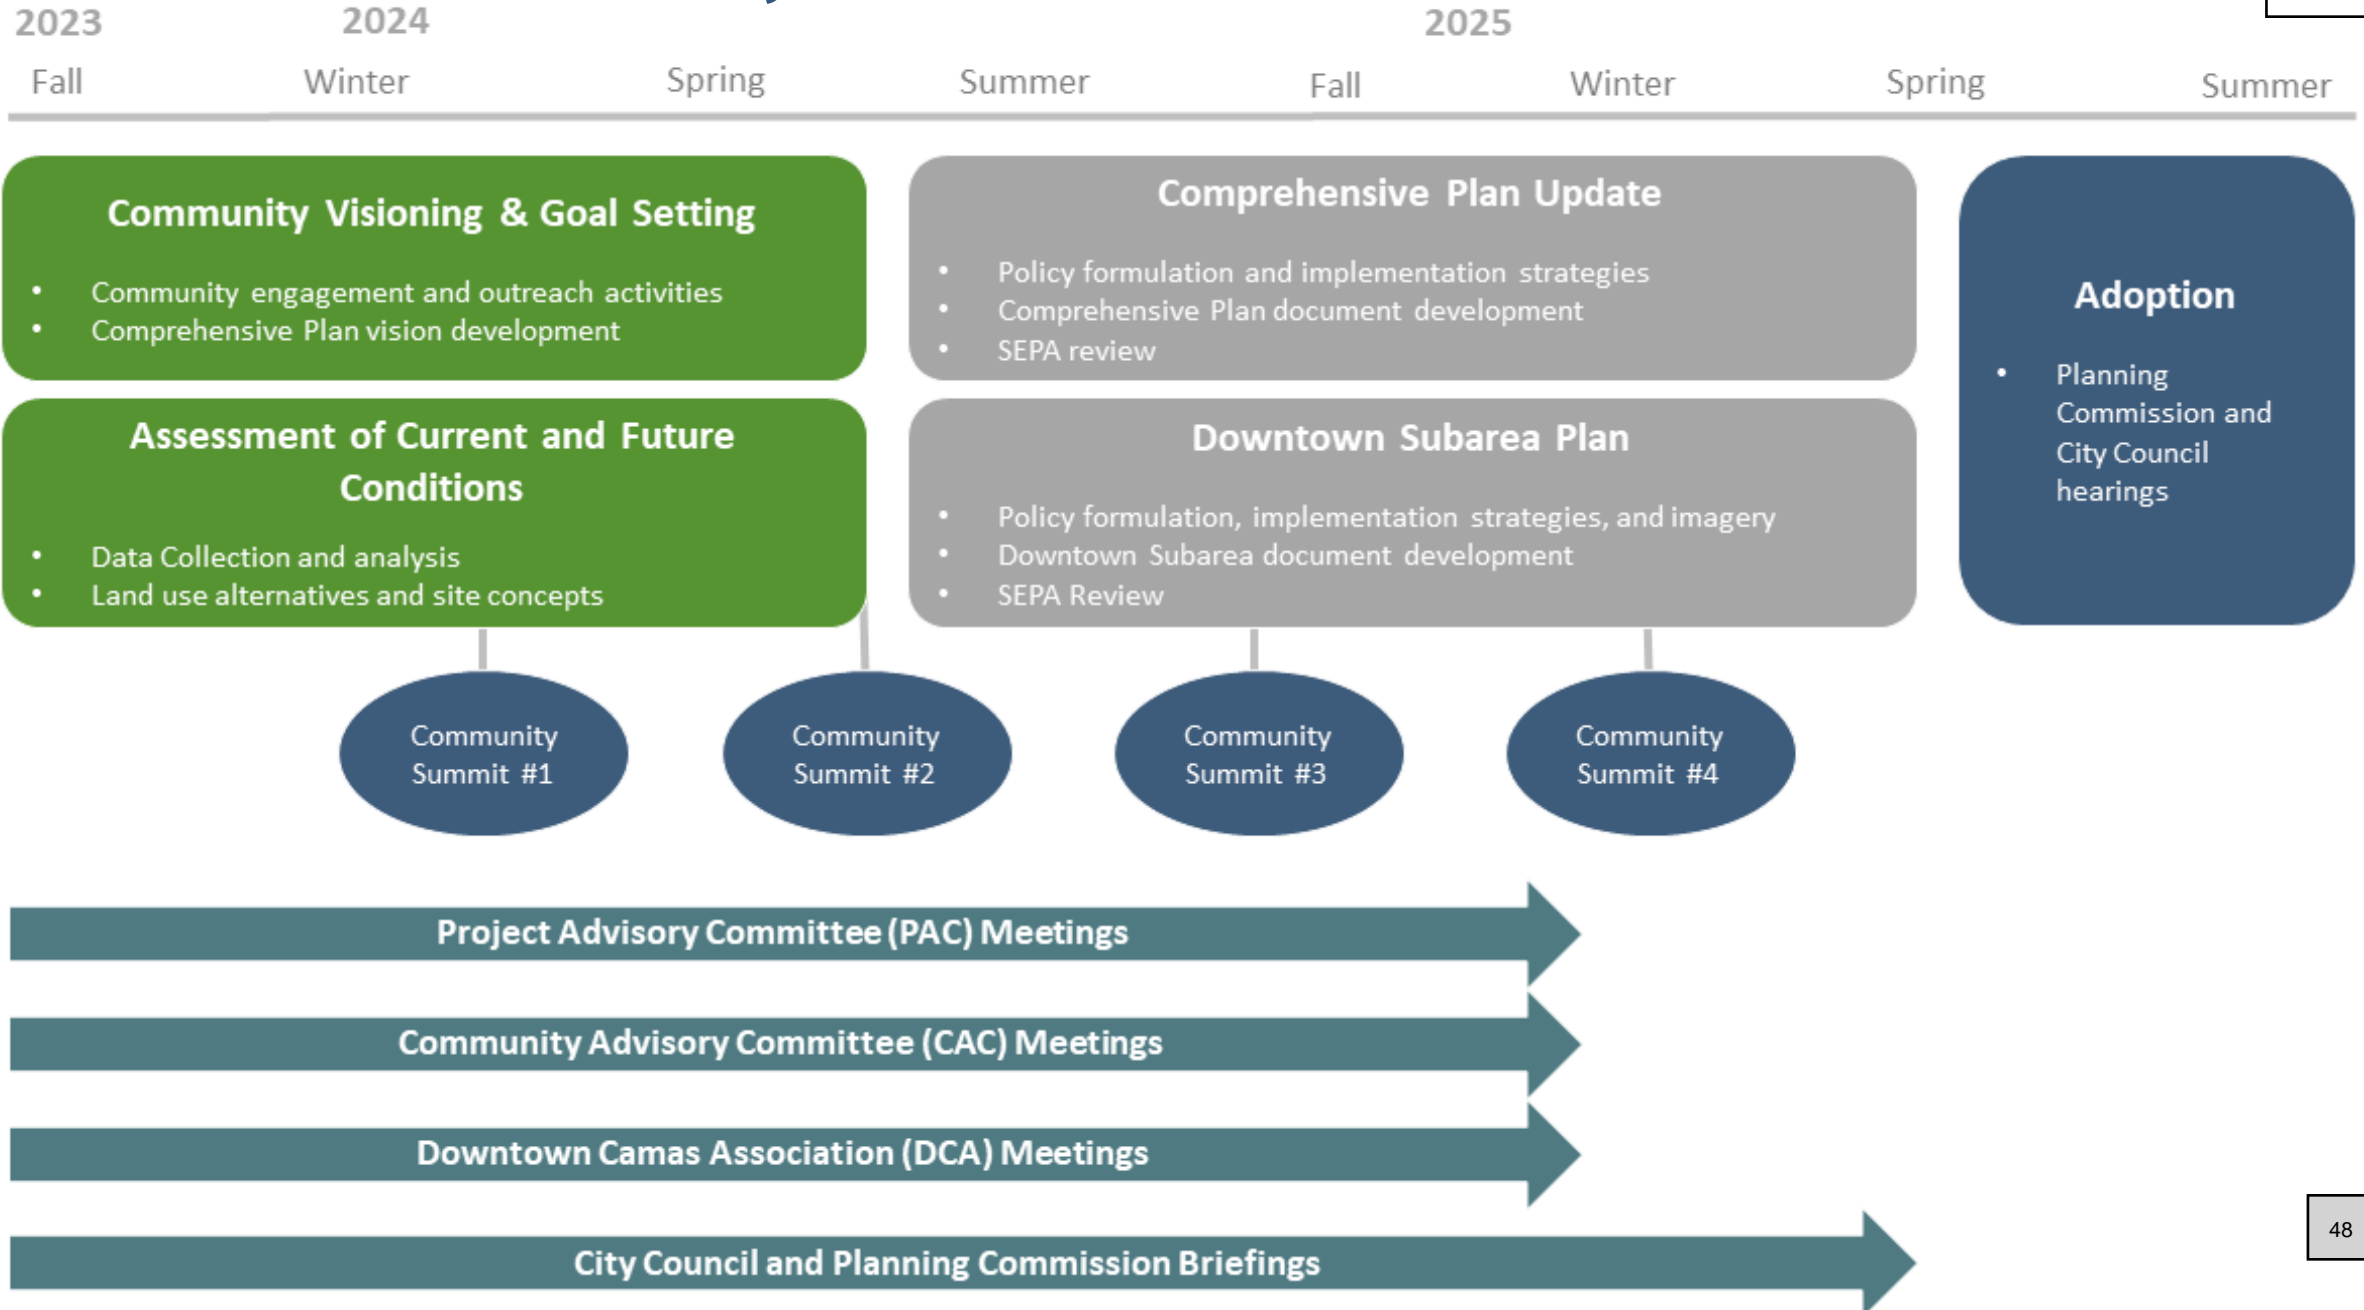 2023
2024
2025
Fall
Winter
Spring
Summer
Fall
Winter
Spring
Summer
Community Visioning & Goal Setting
• Community engagement and outreach activities
• Comprehensive Plan vision development
Comprehensive Plan Update
• Policy formulation and implementation strategies
• Comprehensive Plan document development
• SEPA review
Assessment of Current and Future
Conditions
• Data Collection and analysis
• Land use alternatives and site concepts
Downtown Subarea Plan
• Policy formulation, implementation strategies, and imagery
• Downtown Subarea document development
• SEPA Review
Adoption
• Planning
Commission and
City Council
hearings
Community
Summit #1
Community
Summit #2
Community
Summit #3
Community
Summit #4
Project Advisory Committee (PAC) Meetings
Community Advisory Committee (CAC) Meetings
Downtown Camas Association (DCA) Meetings
City Council and Planning Commission Briefings
48